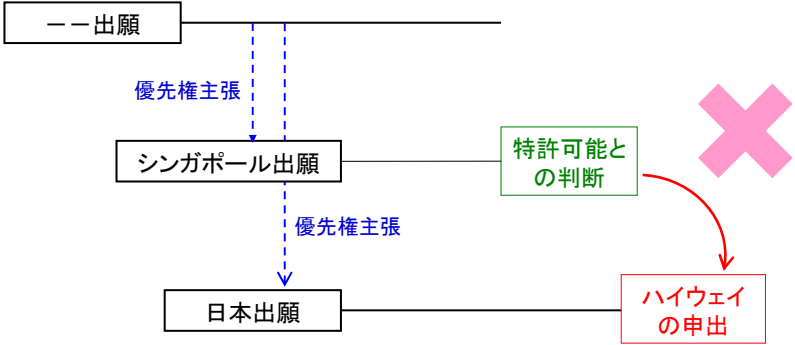 －－出願
優先権主張
シンガポール出願
特許可能と
の判断
優先権主張
日本出願
ハイウェイ
の申出